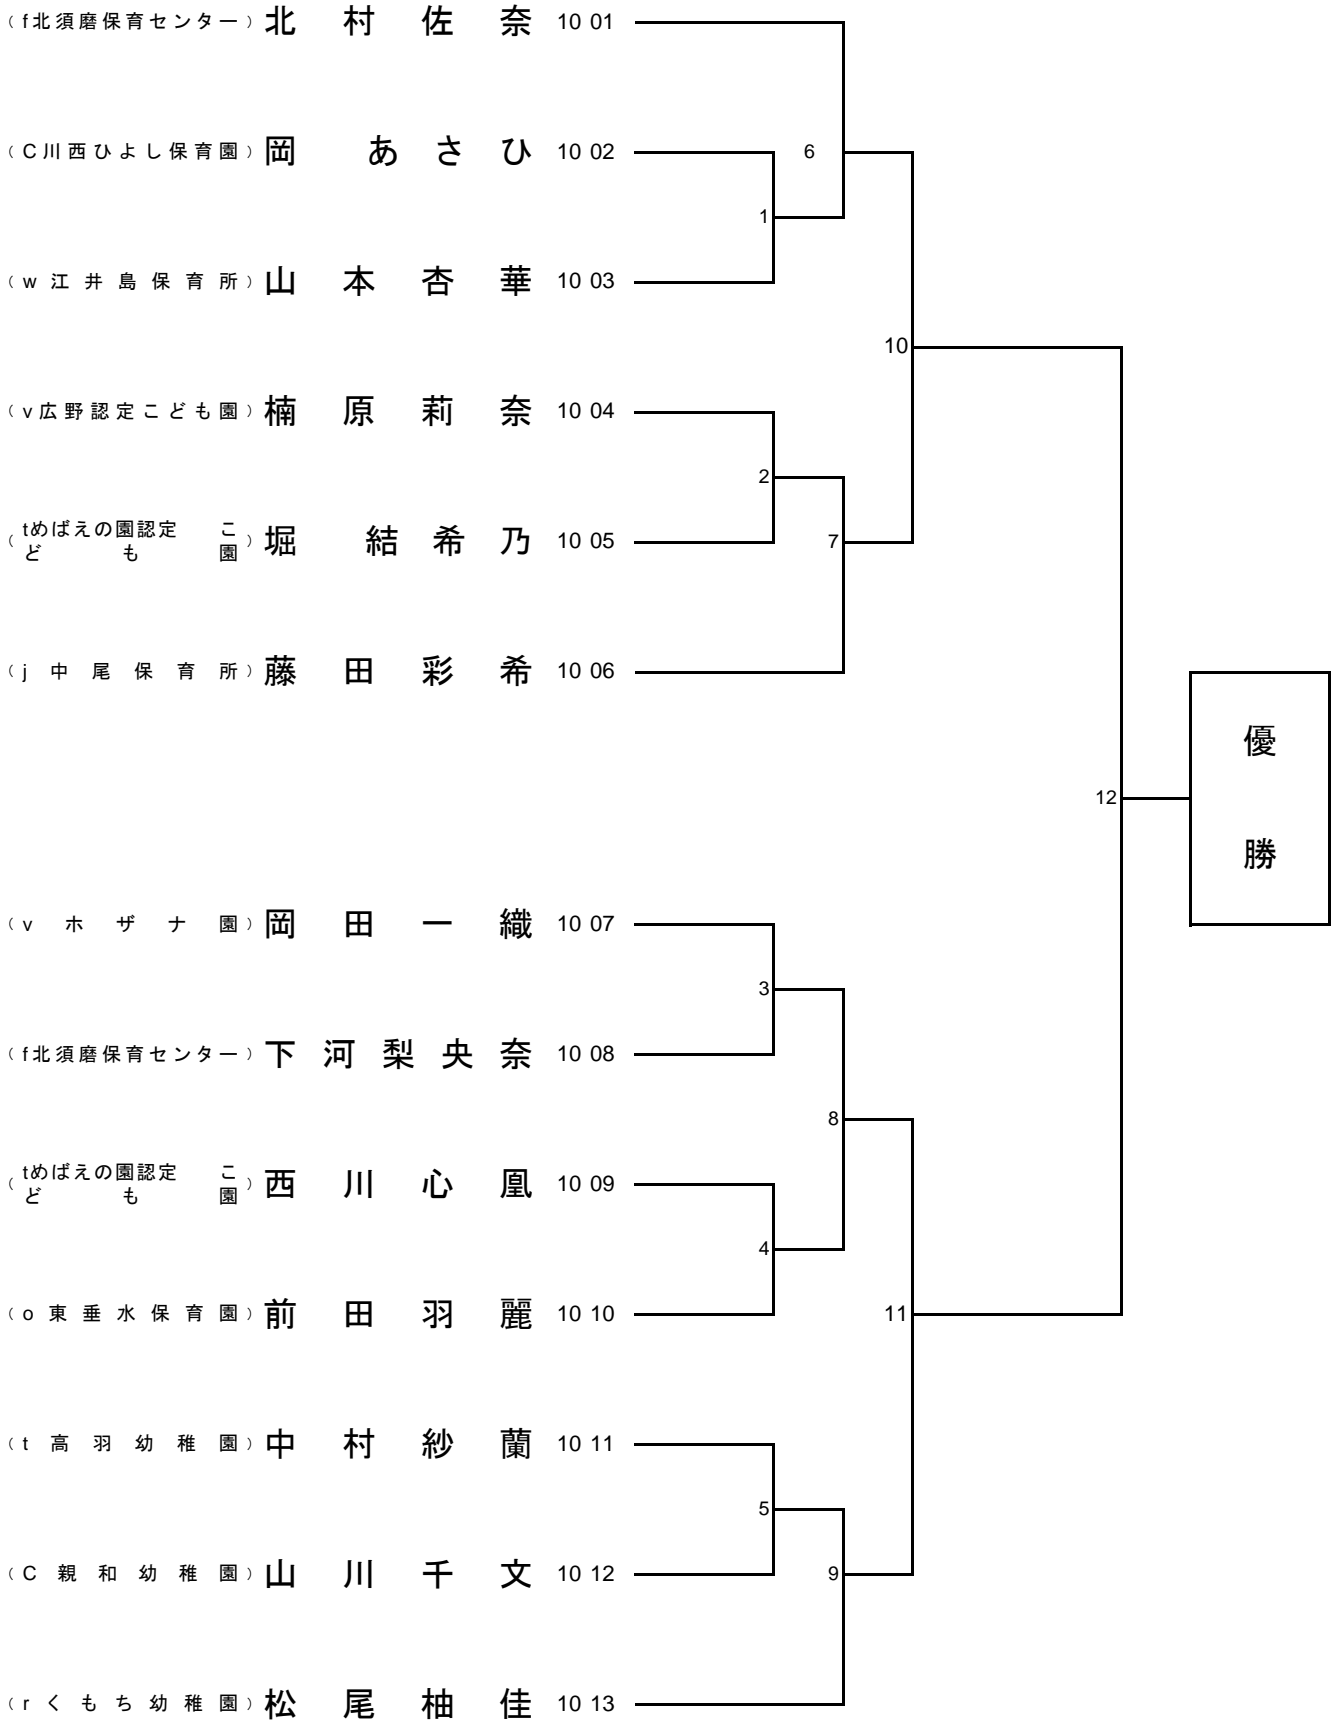 （f北須磨保育センター）北村佐奈 10 01
（C川西ひよし保育園）岡 あさひ 10 02
6
1
（w江井島保育所）山本杏華 10 03
10
（v広野認定こども園）楠原莉奈 10 04
2
（tめばえの園認定こども園）堀 結希乃 10 05
7
（j中尾保育所）藤田彩希 10 06
優勝
12
（vホザナ園）岡田一織 10 07
3
（f北須磨保育センター）下河梨央奈 10 08
8
（tめばえの園認定こども園）西川心凰 10 09
4
（o東垂水保育園）前田羽麗 10 10
11
（t高羽幼稚園）中村紗蘭 10 11
5
（C親和幼稚園）山川千文 10 12
9
（rくもち幼稚園）松尾柚佳 10 13